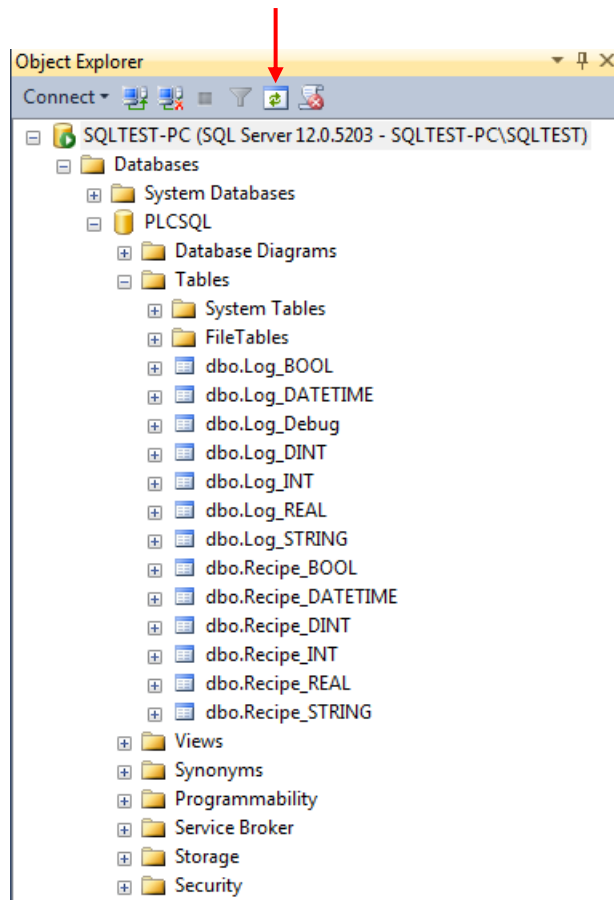 Object Explorer
Connect
SQLTEST-PC (SQL Server 12.0.5203 - SQLTEST-PC\SQLTEST)
Databases
System Databases
PLCSQL
Database Diagrams
Tables
System Tables
FileTables
dbo.Log_BOOL
dbo.Log_DATETIME
dbo.Log_Debug
dbo.Log_DINT
dbo.Log_INT
dbo.Log_REAL
dbo.Log_STRING
dbo.Recipe_BOOL
dbo.Recipe_DATETIME
dbo.Recipe_DINT
dbo.Recipe_INT
dbo.Recipe_REAL
dbo.Recipe_STRING
Views
Synonyms
Programmability
Service Broker
Storage
Security